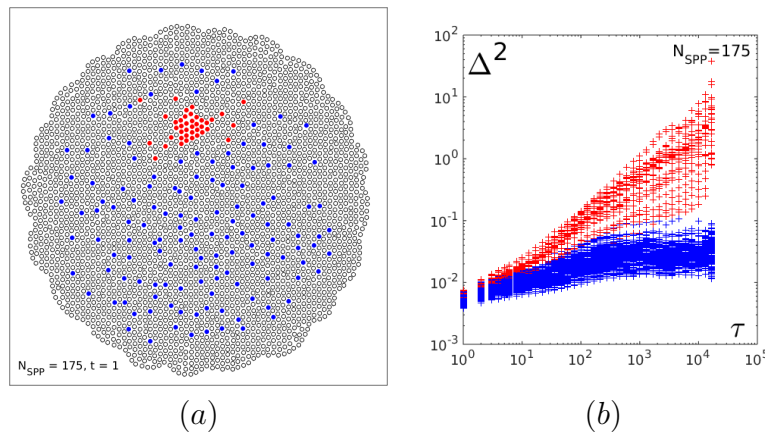 N_SPP = 175, t = 1
(a)
Δ²
N_SPP=175
10²
10¹
10⁰
10⁻¹
10⁻²
10⁻³
10⁰ 10¹ 10² 10³ 10⁴ 10⁵
τ
(b)